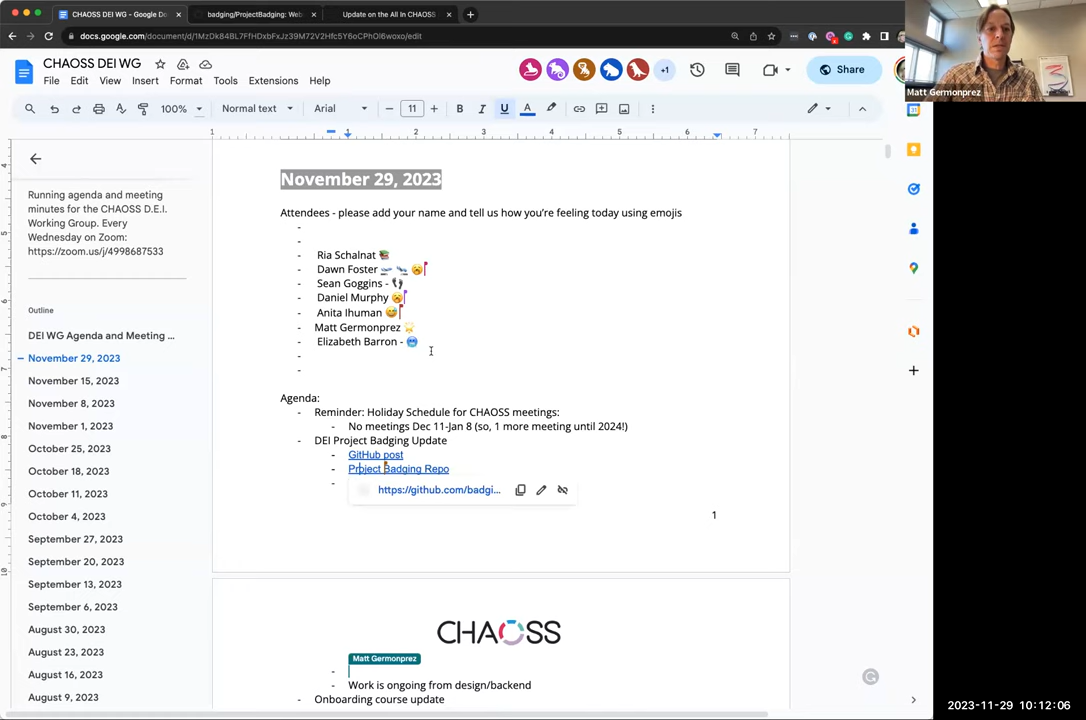 CHAOSS DEI WG - Google Do
badging/ProjectBadging: Web
Update on the All In CHAOSS
docs.google.com/document/d/1MzDk84BL7FfHDxbFxJz39M72V2Hfc5Y6oCPhOl6woxo/edit
CHAOSS DEI WG
File Edit View Insert Format Tools Extensions Help
+1
Share
Matt Germonprez
100% Normal text Arial 11
1 1 2 3 4 5 6 7
November 29, 2023
Running agenda and meeting
minutes for the CHAOSS D.E.I.
Working Group. Every
Wednesday on Zoom:
https://zoom.us/j/4998687533
Outline
DEI WG Agenda and Meeting ...
November 29, 2023
November 15, 2023
November 8, 2023
November 1, 2023
October 25, 2023
October 18, 2023
October 11, 2023
October 4, 2023
September 27, 2023
September 20, 2023
September 13, 2023
September 6, 2023
August 30, 2023
August 23, 2023
August 16, 2023
August 9, 2023
Attendees - please add your name and tell us how you're feeling today using emojis
-
-
- Ria Schalnat 
- Dawn Foster
- Sean Goggins -
- Daniel Murphy
- Anita Ihuman
- Matt Germonprez
- Elizabeth Barron -
-
-
Agenda:
- Reminder: Holiday Schedule for CHAOSS meetings:
- No meetings Dec 11-Jan 8 (so, 1 more meeting until 2024!)
- DEI Project Badging Update
- GitHub post
- Project Badging Repo
-
https://github.com/badgi...
1
CHAOSS
Matt Germonprez
-
- Work is ongoing from design/backend
- Onboarding course update
2023-11-29 10:12:06